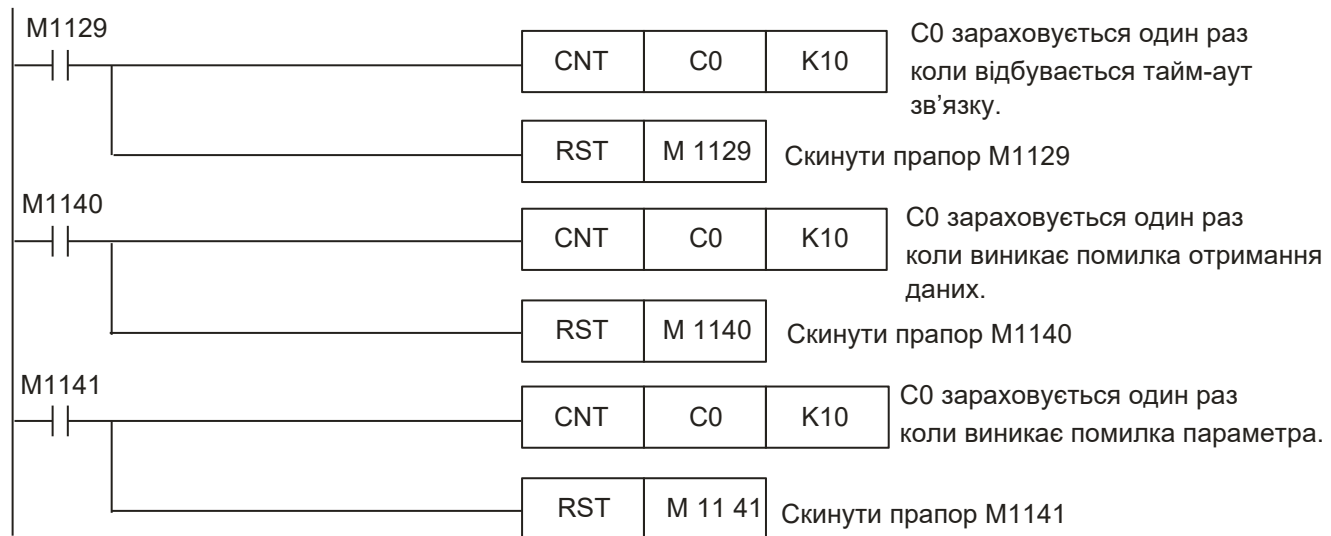 M1129
CNT C0 K10
C0 зараховується один раз
коли відбувається тайм-аут
зв’язку.
RST M 1129 Скинути прапор M1129
M1140
CNT C0 K10
C0 зараховується один раз
коли виникає помилка отримання
даних.
RST M 1140 Скинути прапор M1140
M1141
CNT C0 K10
C0 зараховується один раз
коли виникає помилка параметра.
RST M 11 41 Скинути прапор M1141